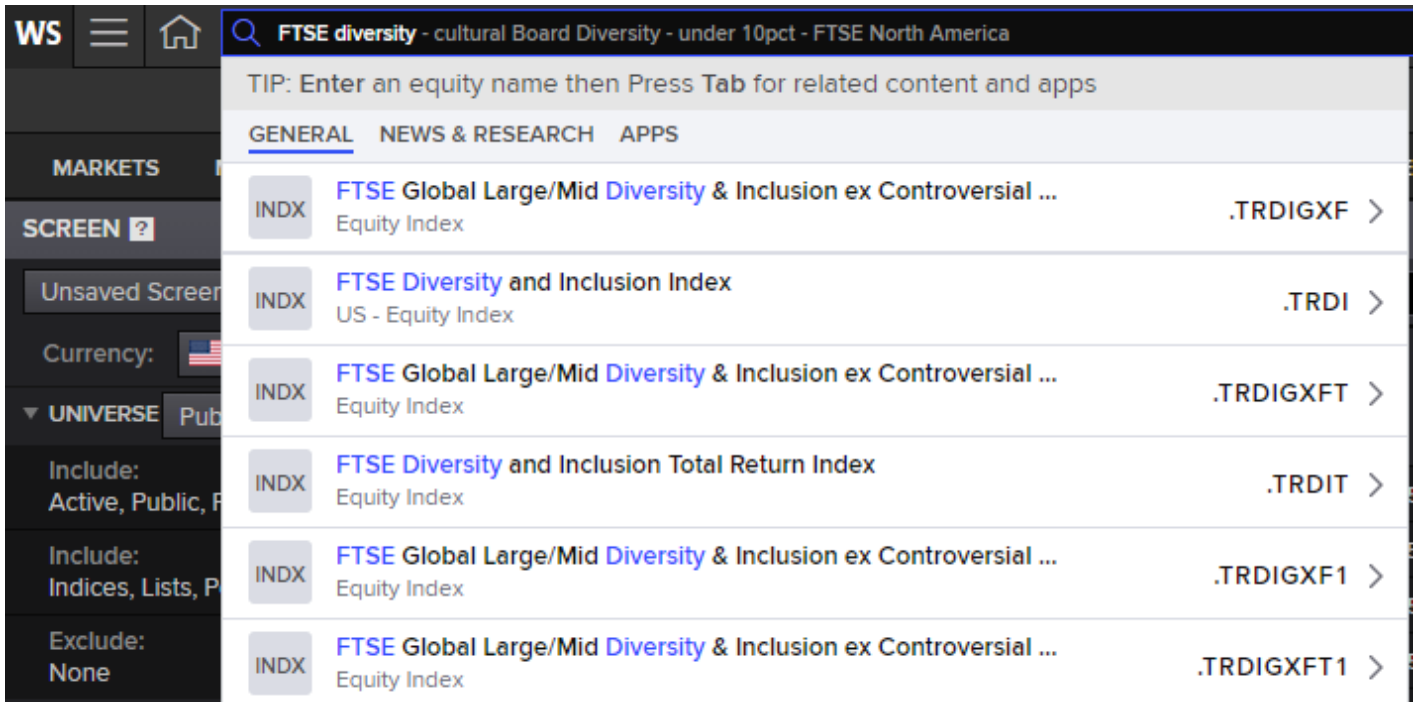 WS
FTSE diversity - cultural Board Diversity - under 10pct - FTSE North America
TIP: Enter an equity name then Press Tab for related content and apps
GENERAL NEWS & RESEARCH APPS
MARKETS
SCREEN ?
Unsaved Screen
Currency:
UNIVERSE
Include:
Active, Public,
Include:
Indices, Lists,
Exclude:
None
INDX FTSE Global Large/Mid Diversity & Inclusion ex Controversial ... .TRDIGXF
Equity Index
INDX FTSE Diversity and Inclusion Index .TRDI
US - Equity Index
INDX FTSE Global Large/Mid Diversity & Inclusion ex Controversial ... .TRDIGXFT
Equity Index
INDX FTSE Diversity and Inclusion Total Return Index .TRDIT
Equity Index
INDX FTSE Global Large/Mid Diversity & Inclusion ex Controversial ... .TRDIGXF1
Equity Index
INDX FTSE Global Large/Mid Diversity & Inclusion ex Controversial ... .TRDIGXFT1
Equity Index